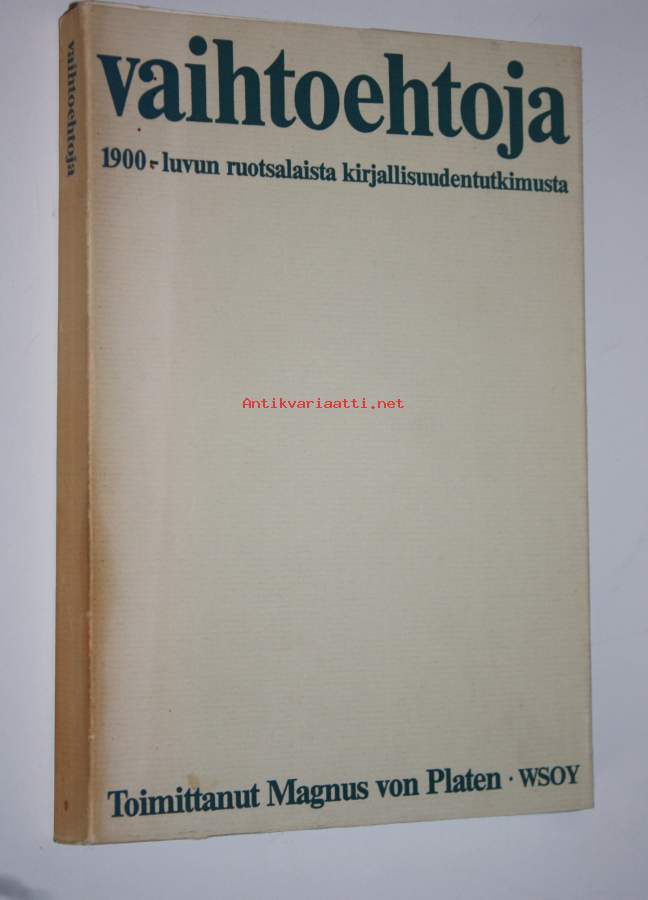 vaihtoehtoja
vaihtoehtoja
1900-luvun ruotsalaista kirjallisuudentutkimusta
Antikvariaatti.net
Toimittanut Magnus von Platen · WSOY